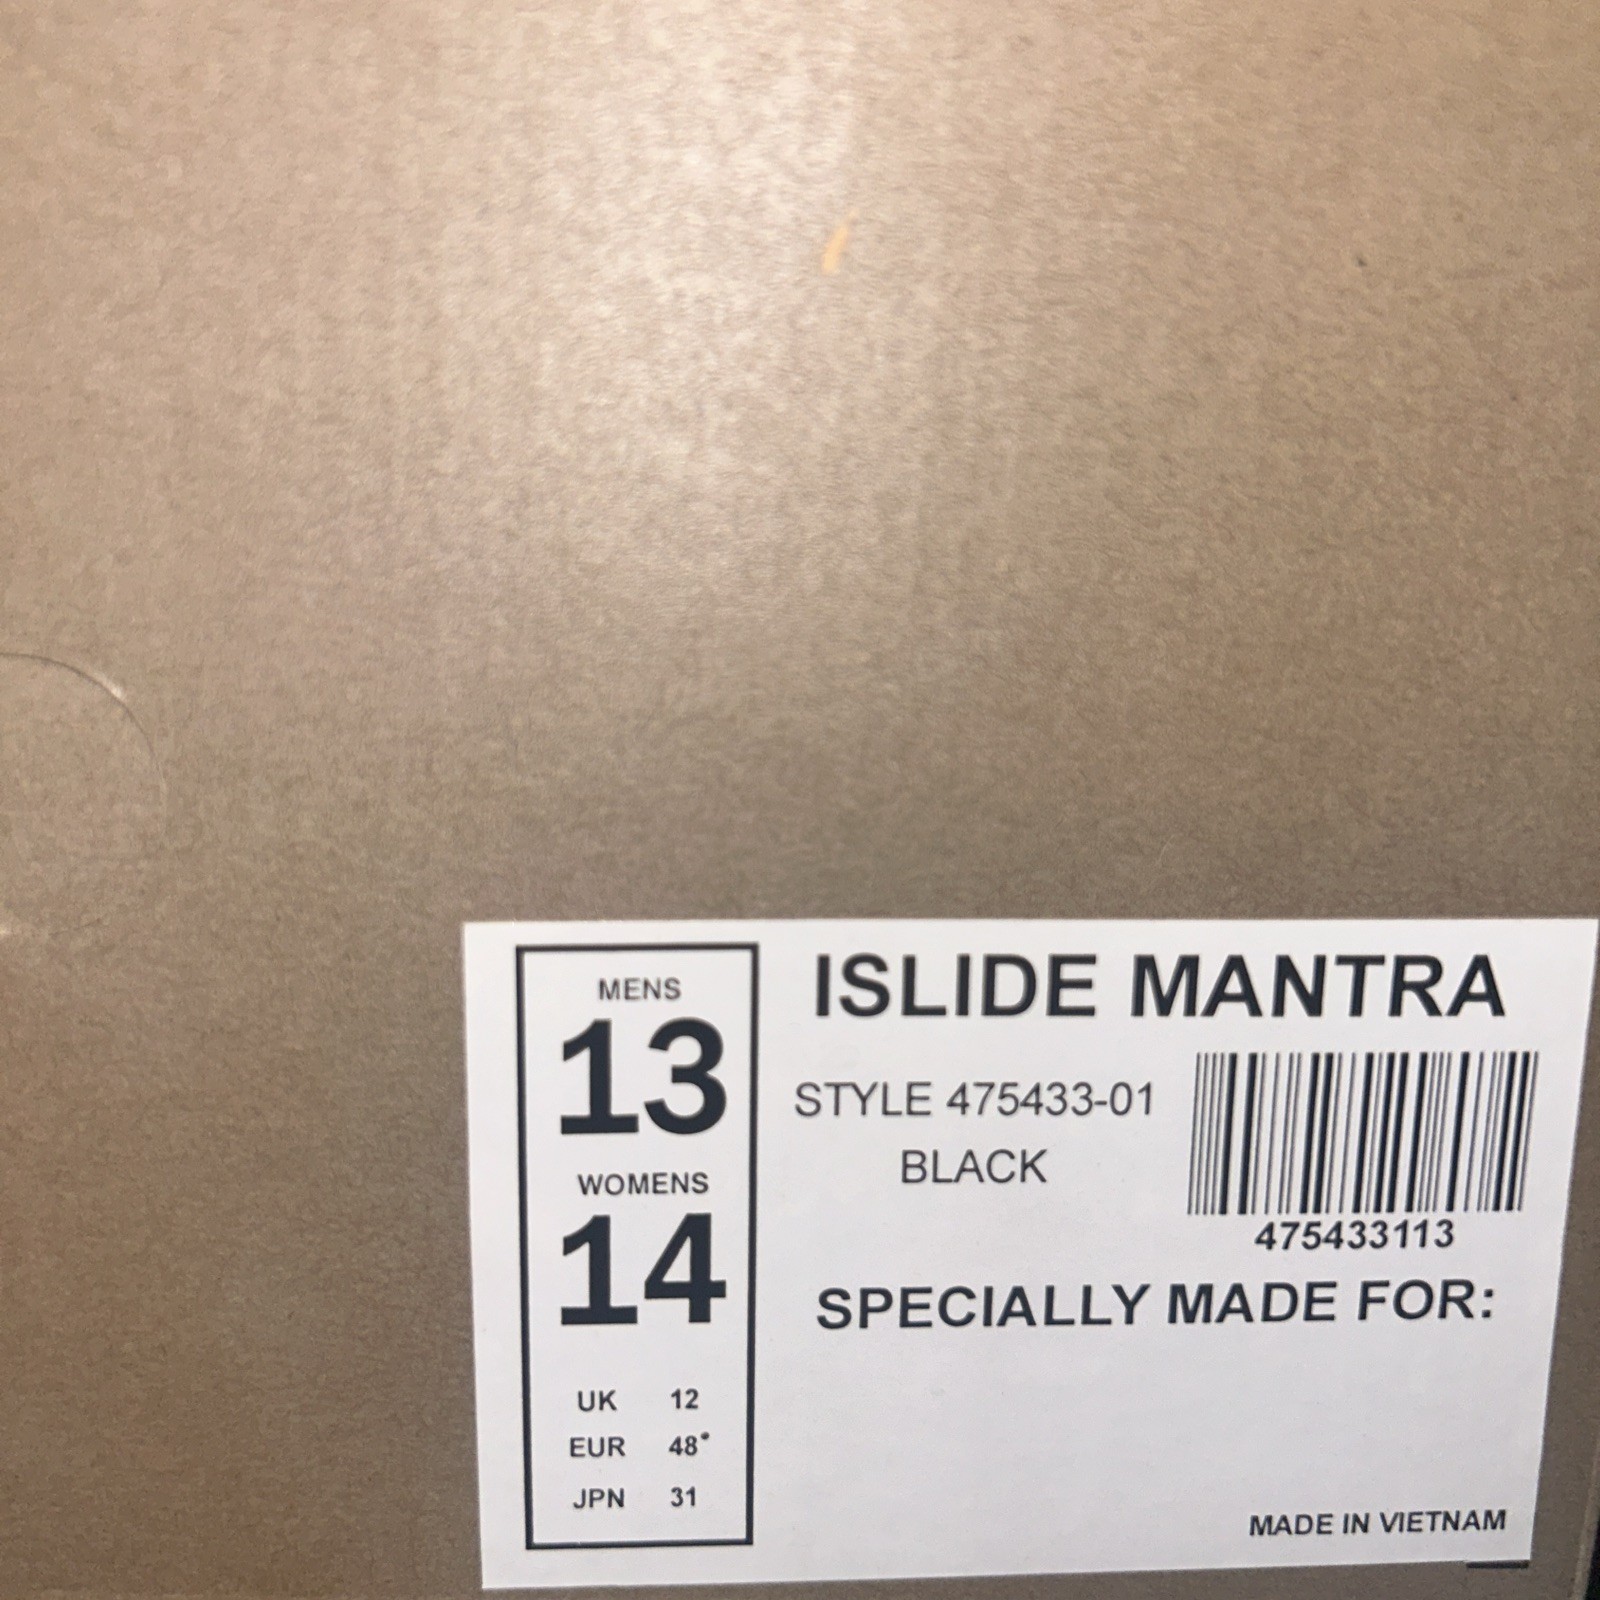 MENS
13
WOMENS
14
UK 12
EUR 48*
JPN 31
ISLIDE MANTRA
STYLE 475433-01
BLACK
475433113
SPECIALLY MADE FOR:
MADE IN VIETNAM